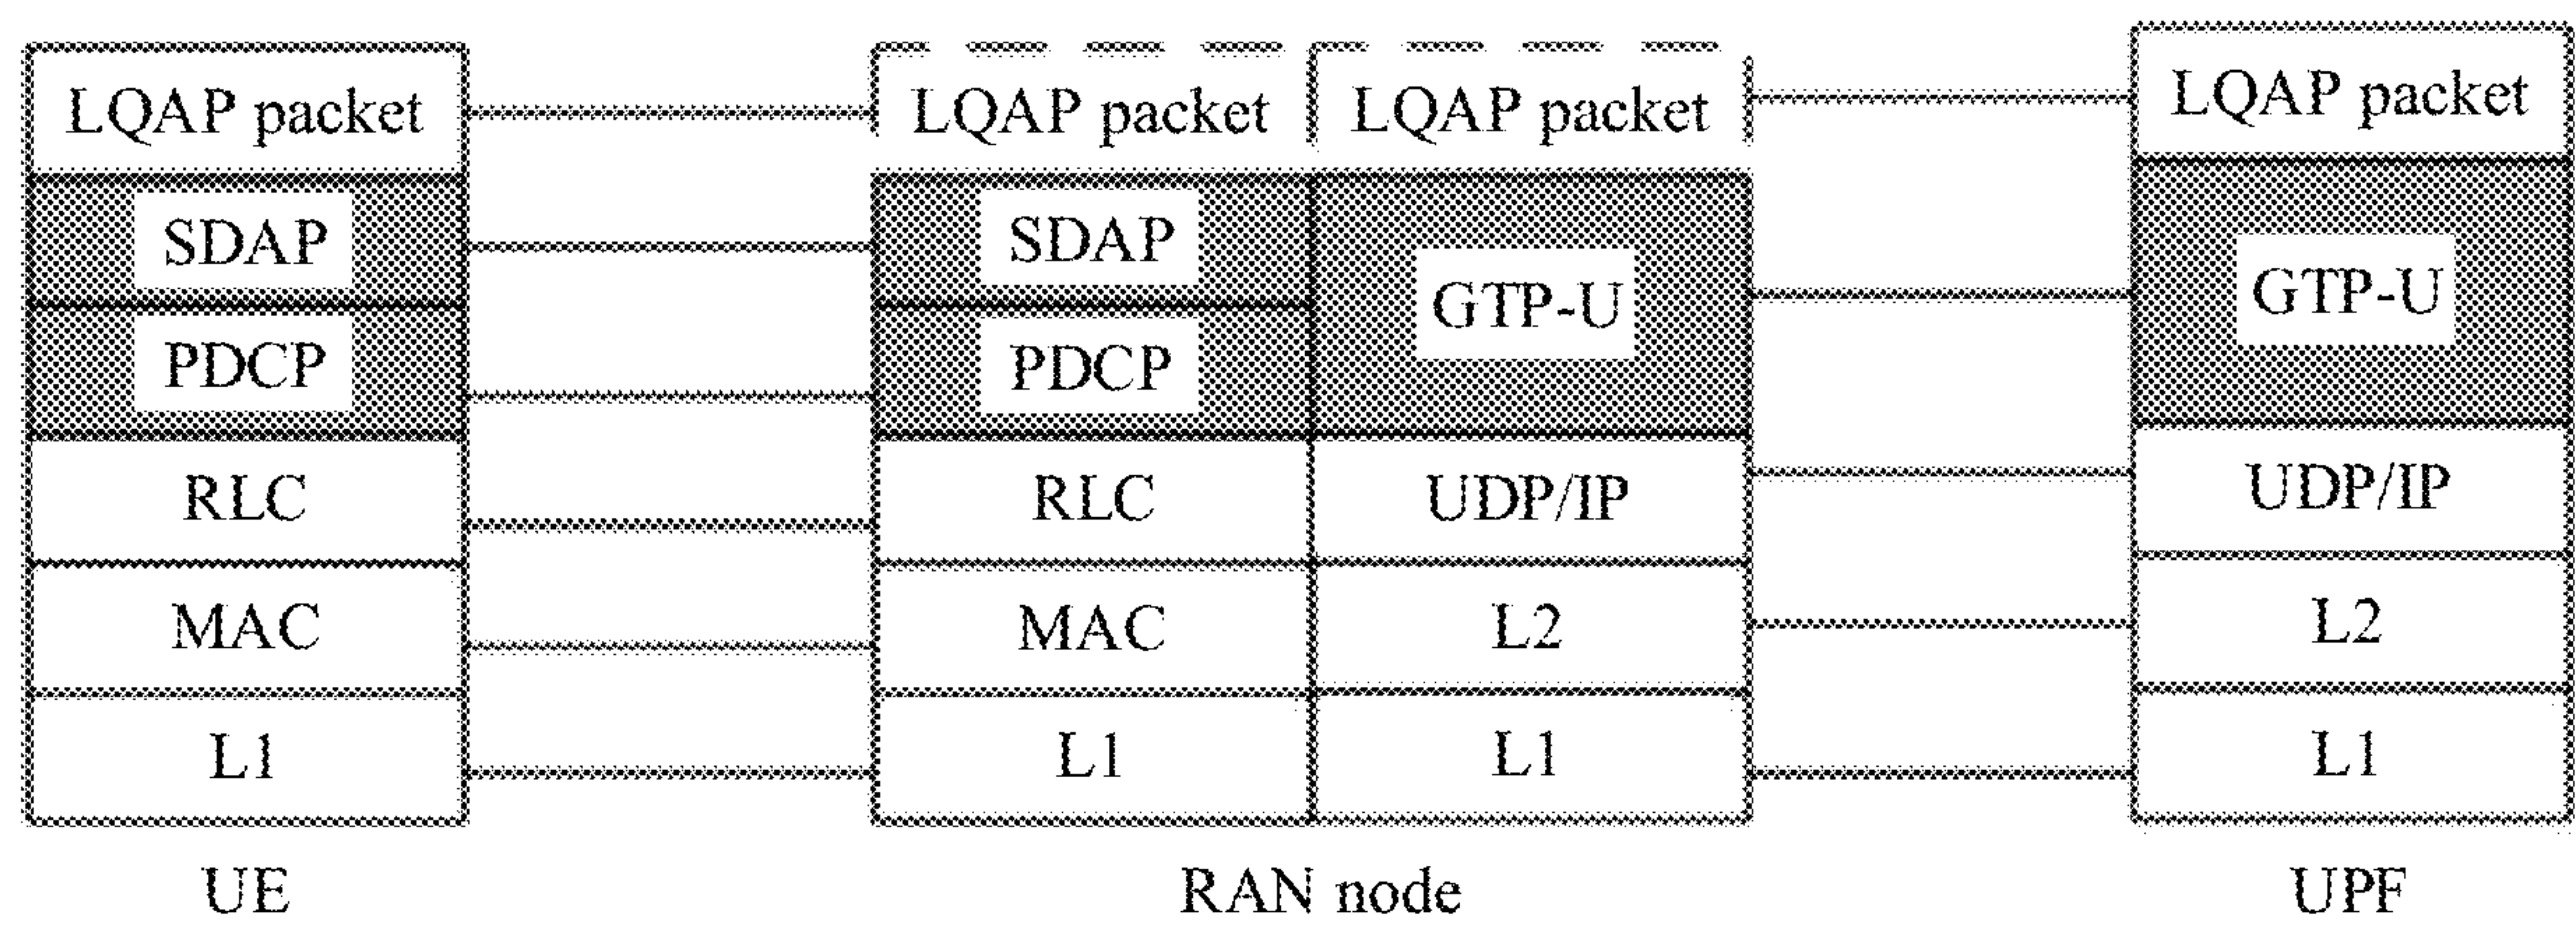 LQAP packet
SDAP
PDCP
RLC
MAC
L1
UE
LQAP packet
SDAP
PDCP
RLC
MAC
L1
LQAP packet
GTP-U
UDP/IP
L2
L1
RAN node
LQAP packet
GTP-U
UDP/IP
L2
L1
UPF